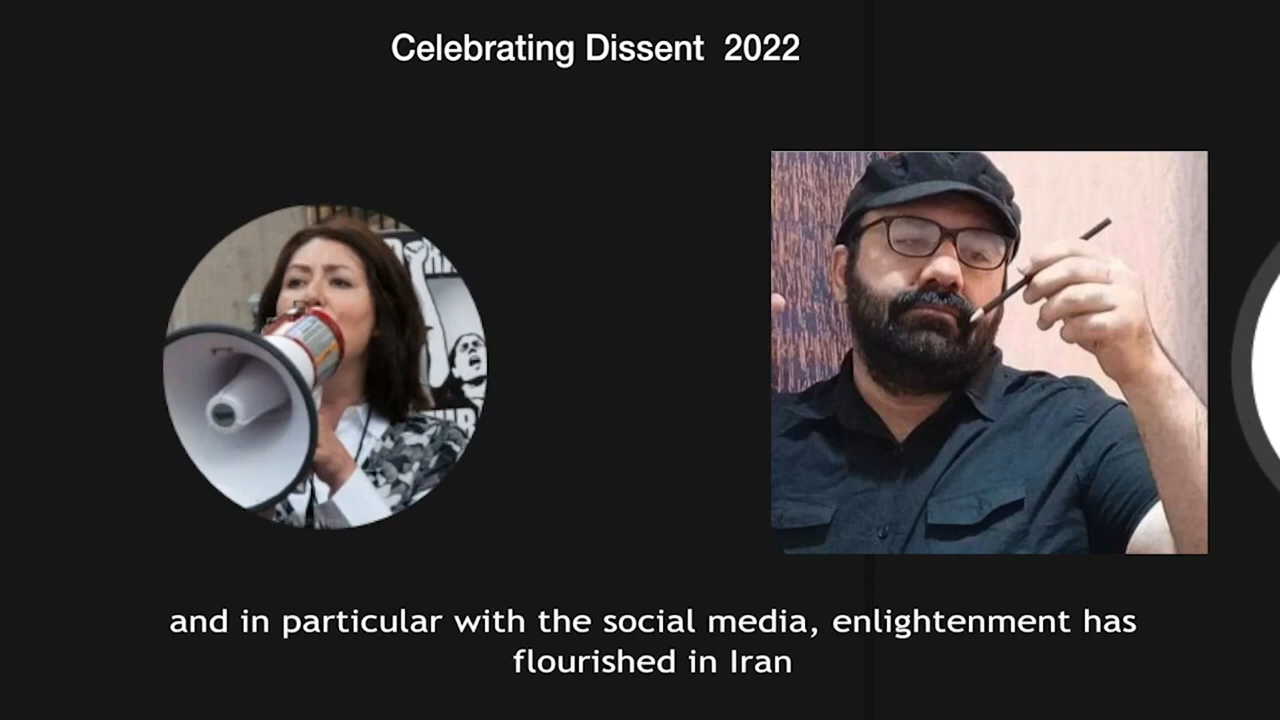 Celebrating Dissent 2022
and in particular with the social media, enlightenment has
flourished in Iran